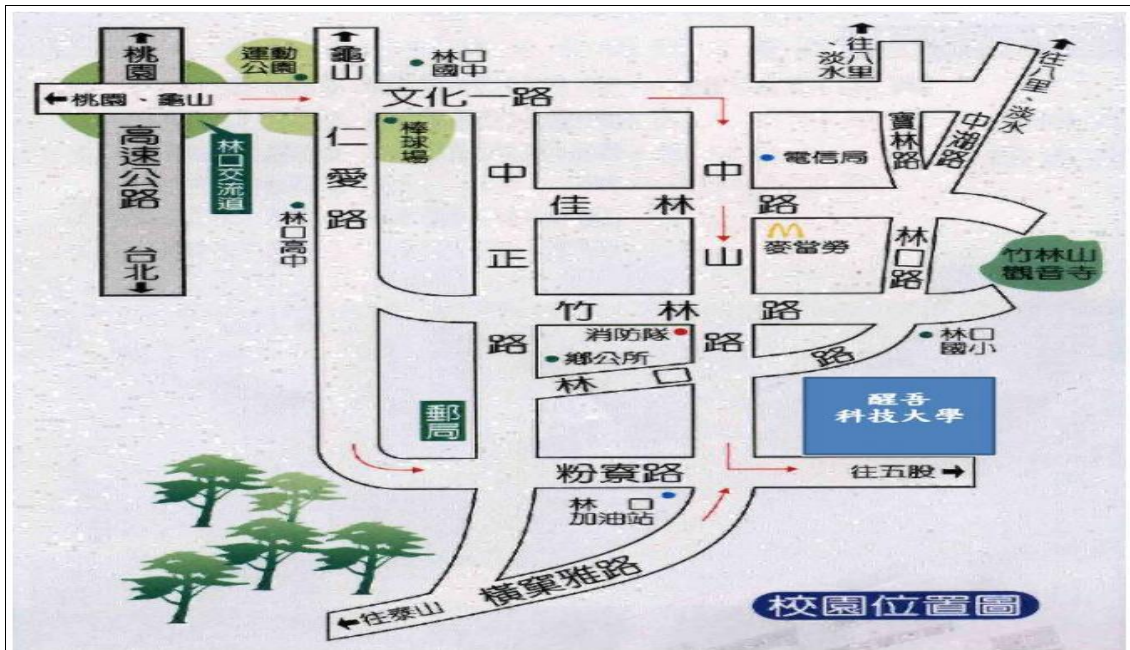 桃園
運動
公園
龜山
林口
國中
往八里
、淡水
往八里、淡水
桃園、龜山
文化一路
中湖路
寶林路
高速公路
林口交流道
仁愛路
棒球場
中正路
中山路
電信局
佳林路
林口高中
麥當勞
林口路
竹林山
觀音寺
台北
竹林路
消防隊
鄉公所
林口路
林口
國小
醒吾
科技大學
郵局
粉寮路
往五股
林口
加油站
橫窠雅路
往泰山
校園位置圖